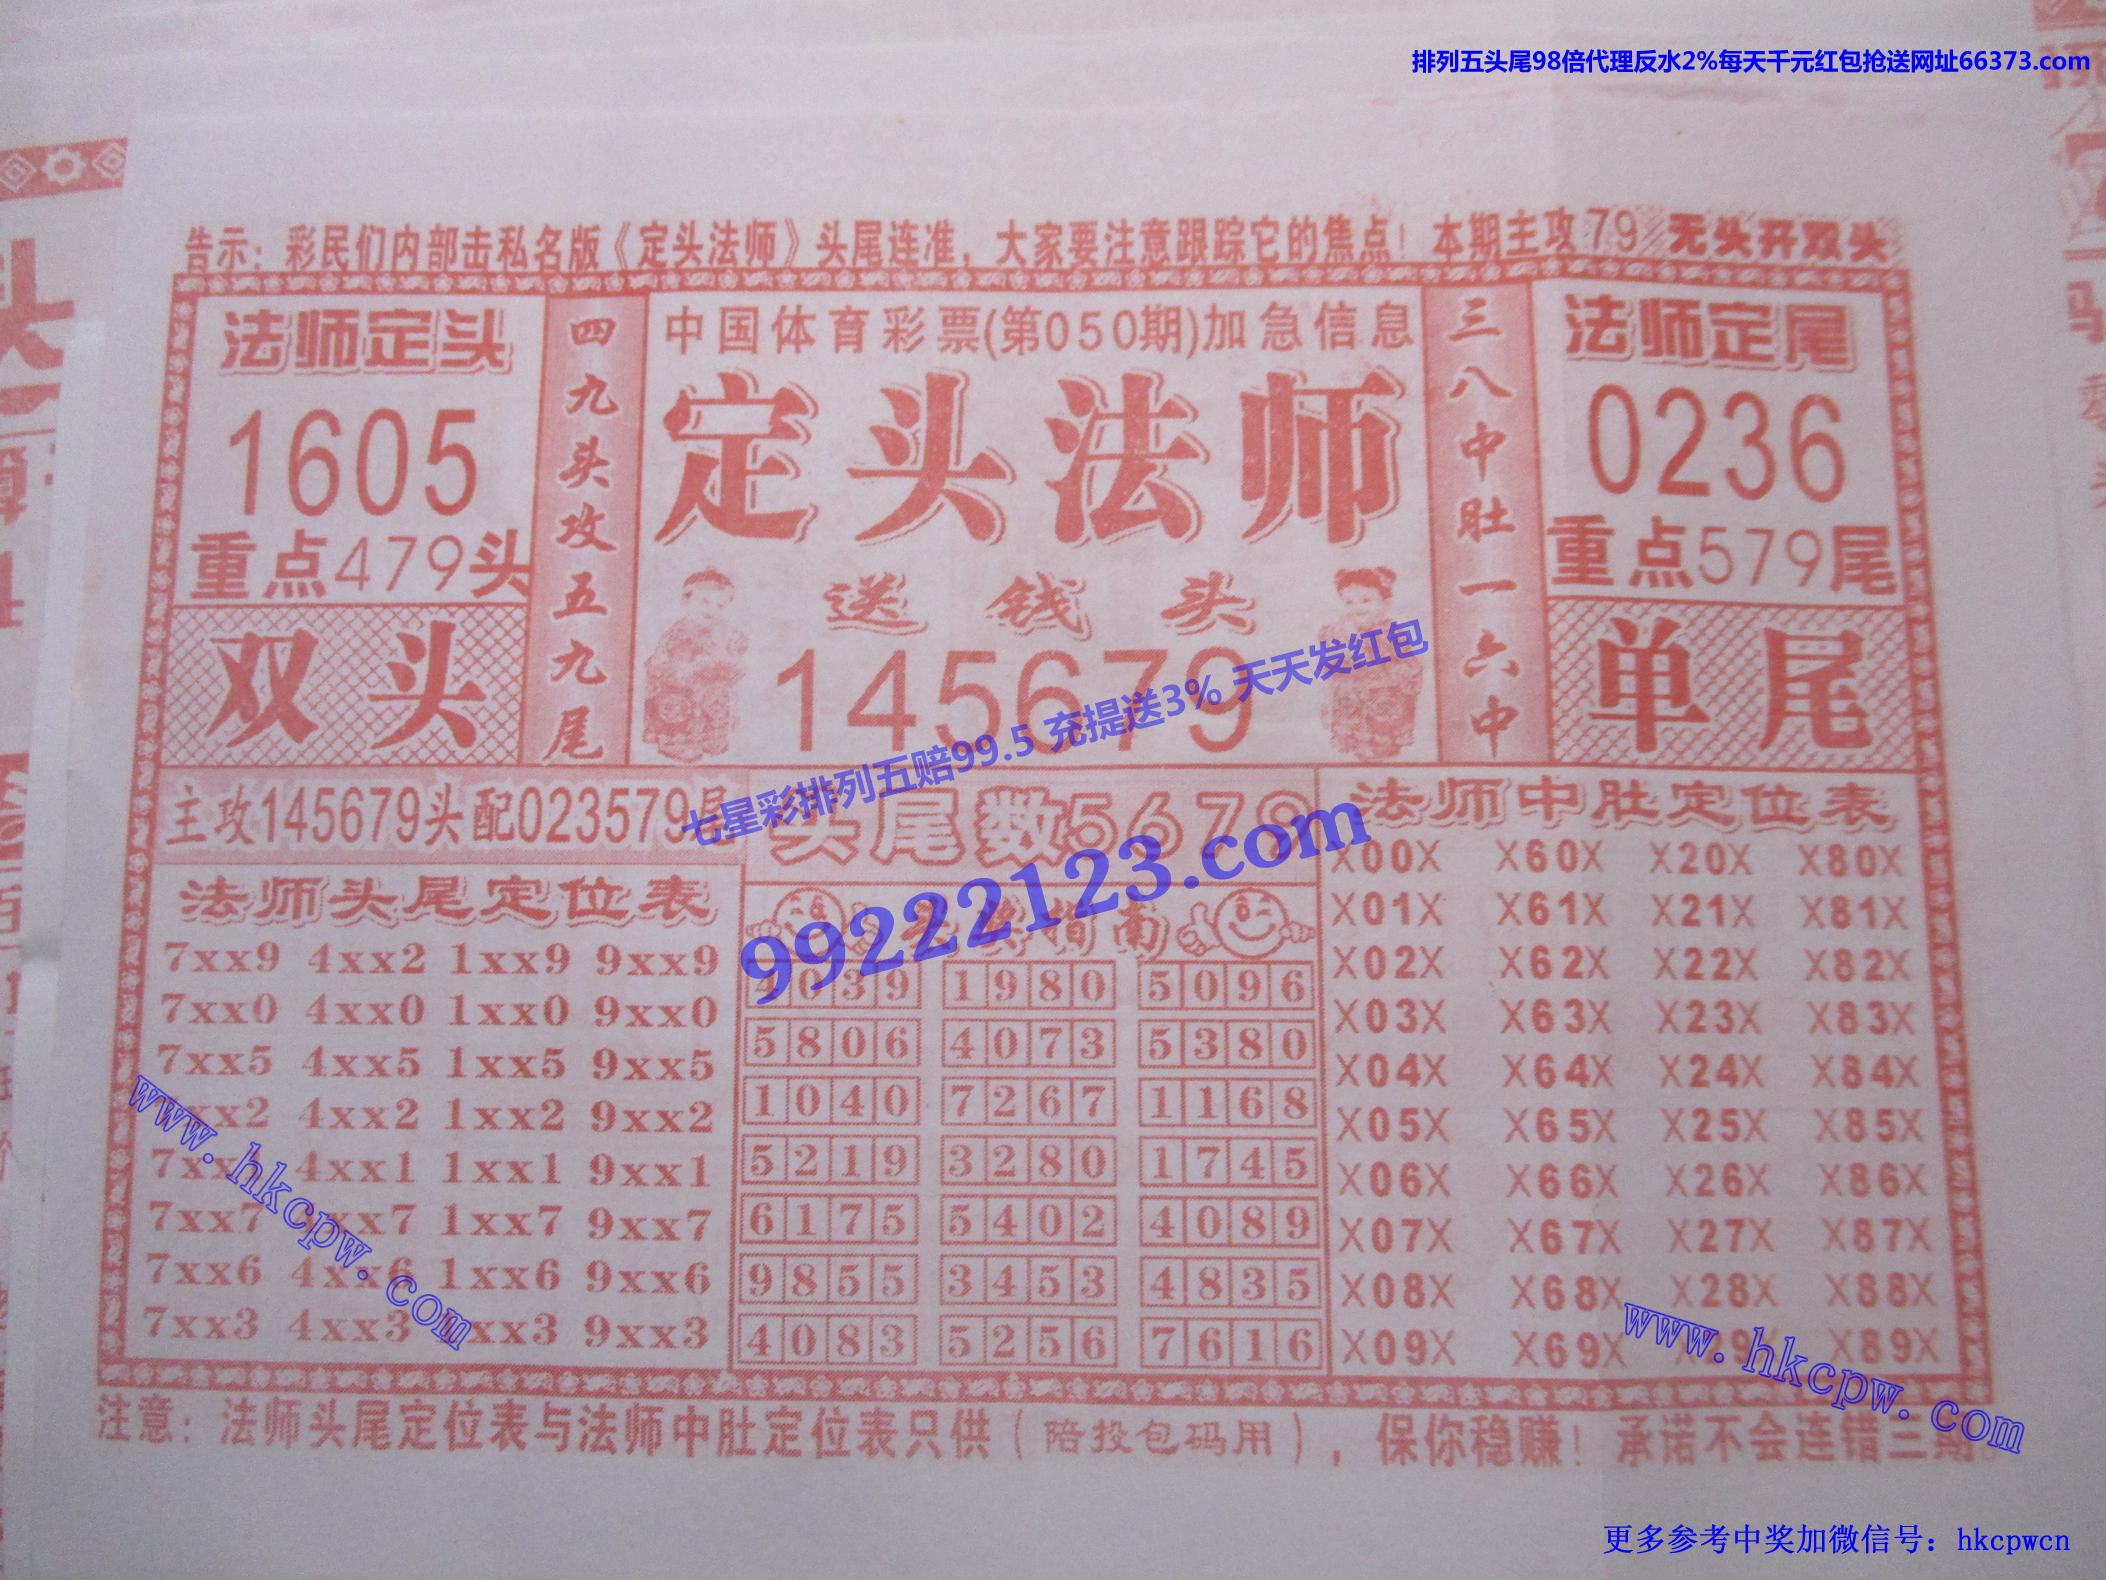 排列五头尾98倍代理反水2%每天千元红包抢送网址66373.com
告示：彩民们内部击私名版《定头法师》头尾连准，大家要注意跟踪它的焦点！本期主攻79 无头开双头
法师定头
1605
重点479头
双头
四九头攻五九尾
中国体育彩票(第050期)加急信息
定头法师
送钱头
145679
三八中肚一六中
法师定尾
0236
重点579尾
单尾
七星彩排列五赔99.5 充提送3% 天天发红包
99222123.com
主攻145679头配023579尾
法师头尾定位表
7xx9 4xx2 1xx9 9xx9
7xx0 4xx0 1xx0 9xx0
7xx5 4xx5 1xx5 9xx5
xx2 4xx2 1xx2 9xx2
7xx 4xx1 1xx1 9xx1
7xx7 xx7 1xx7 9xx7
7xx6 4xx6 1xx6 9xx6
7xx3 4xx3 xx3 9xx3
头尾数5679
指南
4039 1980 5096
5806 4073 5380
1040 7267 1168
5219 3280 1745
6175 5402 4089
9855 3453 4835
4083 5256 7616
法师中肚定位表
X00X X60X X20X X80X
X01X X61X X21X X81X
X02X X62X X22X X82X
X03X X63X X23X X83X
X04X X64X X24X X84X
X05X X65X X25X X85X
X06X X66X X26X X86X
X07X X67X X27X X87X
X08X X68X X28X X88X
X09X X69X X89X
www.hkcpw.com
www.hkcpw.com
注意：法师头尾定位表与法师中肚定位表只供（陪投包码用），保你稳赚！承诺不会连错三期。
更多参考中奖加微信号：hkcpwcn